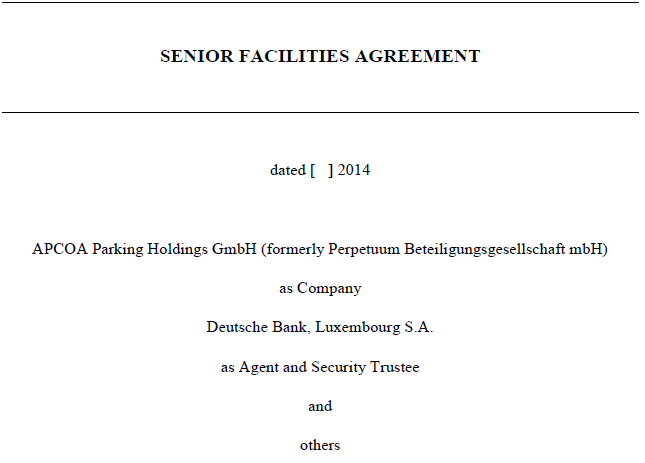 SENIOR FACILITIES AGREEMENT
dated [ ] 2014
APCOA Parking Holdings GmbH (formerly Perpetuum Beteiligungsgesellschaft mbH)
as Company
Deutsche Bank, Luxembourg S.A.
as Agent and Security Trustee
and
others